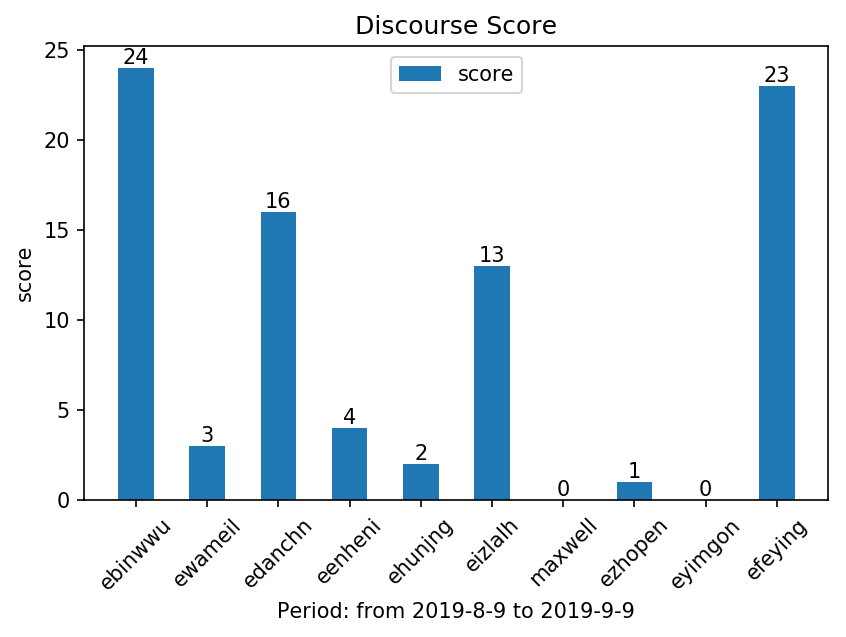 Discourse Score
score
25
20
15
10
5
0
score
24
3
16
4
2
13
0
1
0
23
ebinwwu
ewameil
edanchn
eenheni
ehunjng
eizlalh
maxwell
ezhopen
eyimgon
efeying
Period: from 2019-8-9 to 2019-9-9